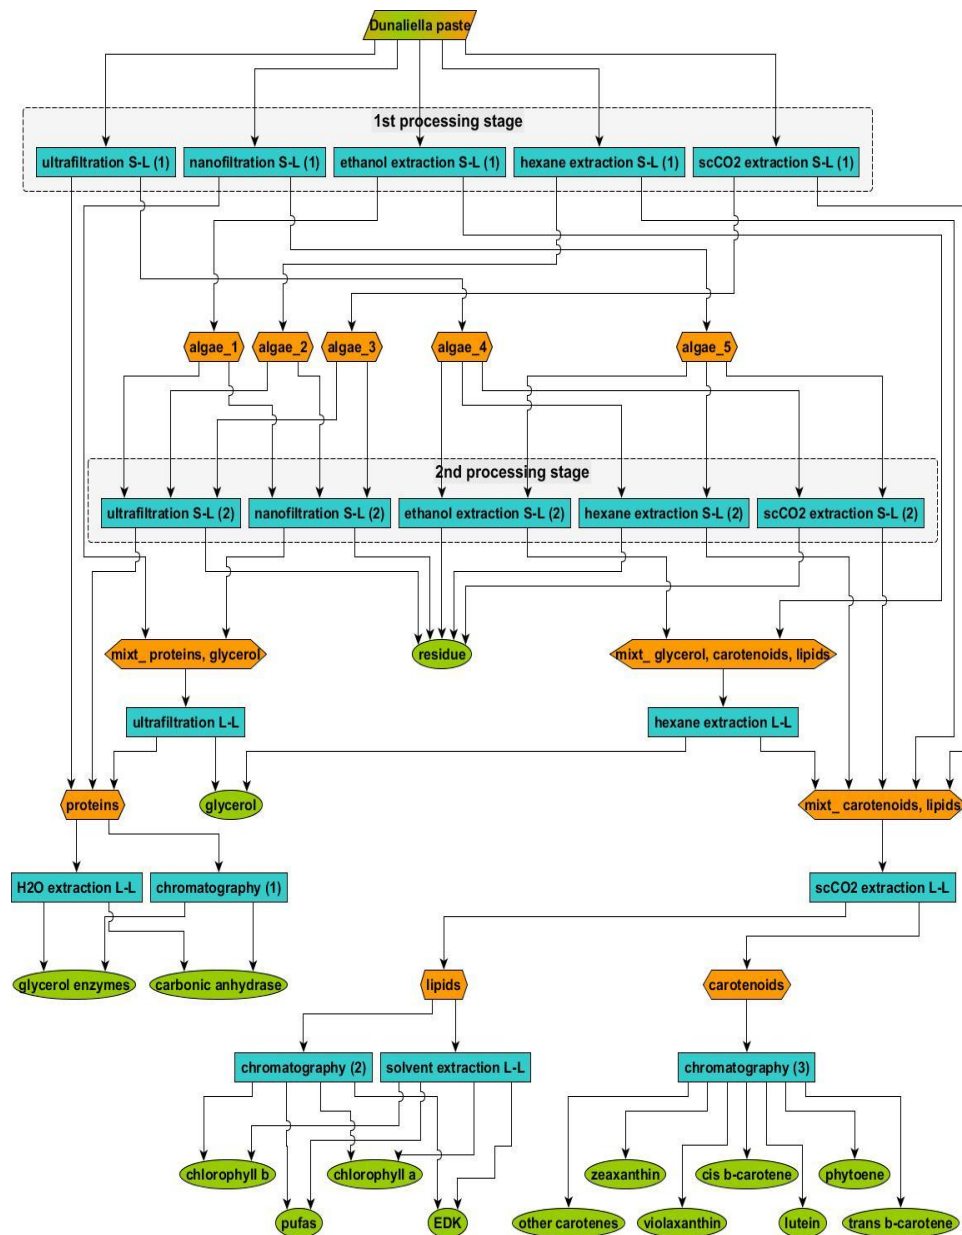 Dunaliella paste
1st processing stage
ultrafiltration S-L (1)
nanofiltration S-L (1)
ethanol extraction S-L (1)
hexane extraction S-L (1)
scCO2 extraction S-L (1)
algae_1
algae_2
algae_3
algae_4
algae_5
2nd processing stage
ultrafiltration S-L (2)
nanofiltration S-L (2)
ethanol extraction S-L (2)
hexane extraction S-L (2)
scCO2 extraction S-L (2)
mixt_ proteins, glycerol
residue
mixt_ glycerol, carotenoids, lipids
ultrafiltration L-L
hexane extraction L-L
proteins
glycerol
mixt_ carotenoids, lipids
H2O extraction L-L
chromatography (1)
scCO2 extraction L-L
glycerol enzymes
carbonic anhydrase
lipids
carotenoids
chromatography (2)
solvent extraction L-L
chromatography (3)
chlorophyll b
chlorophyll a
zeaxanthin
cis b-carotene
phytoene
pufas
EDK
other carotenes
violaxanthin
lutein
trans b-carotene